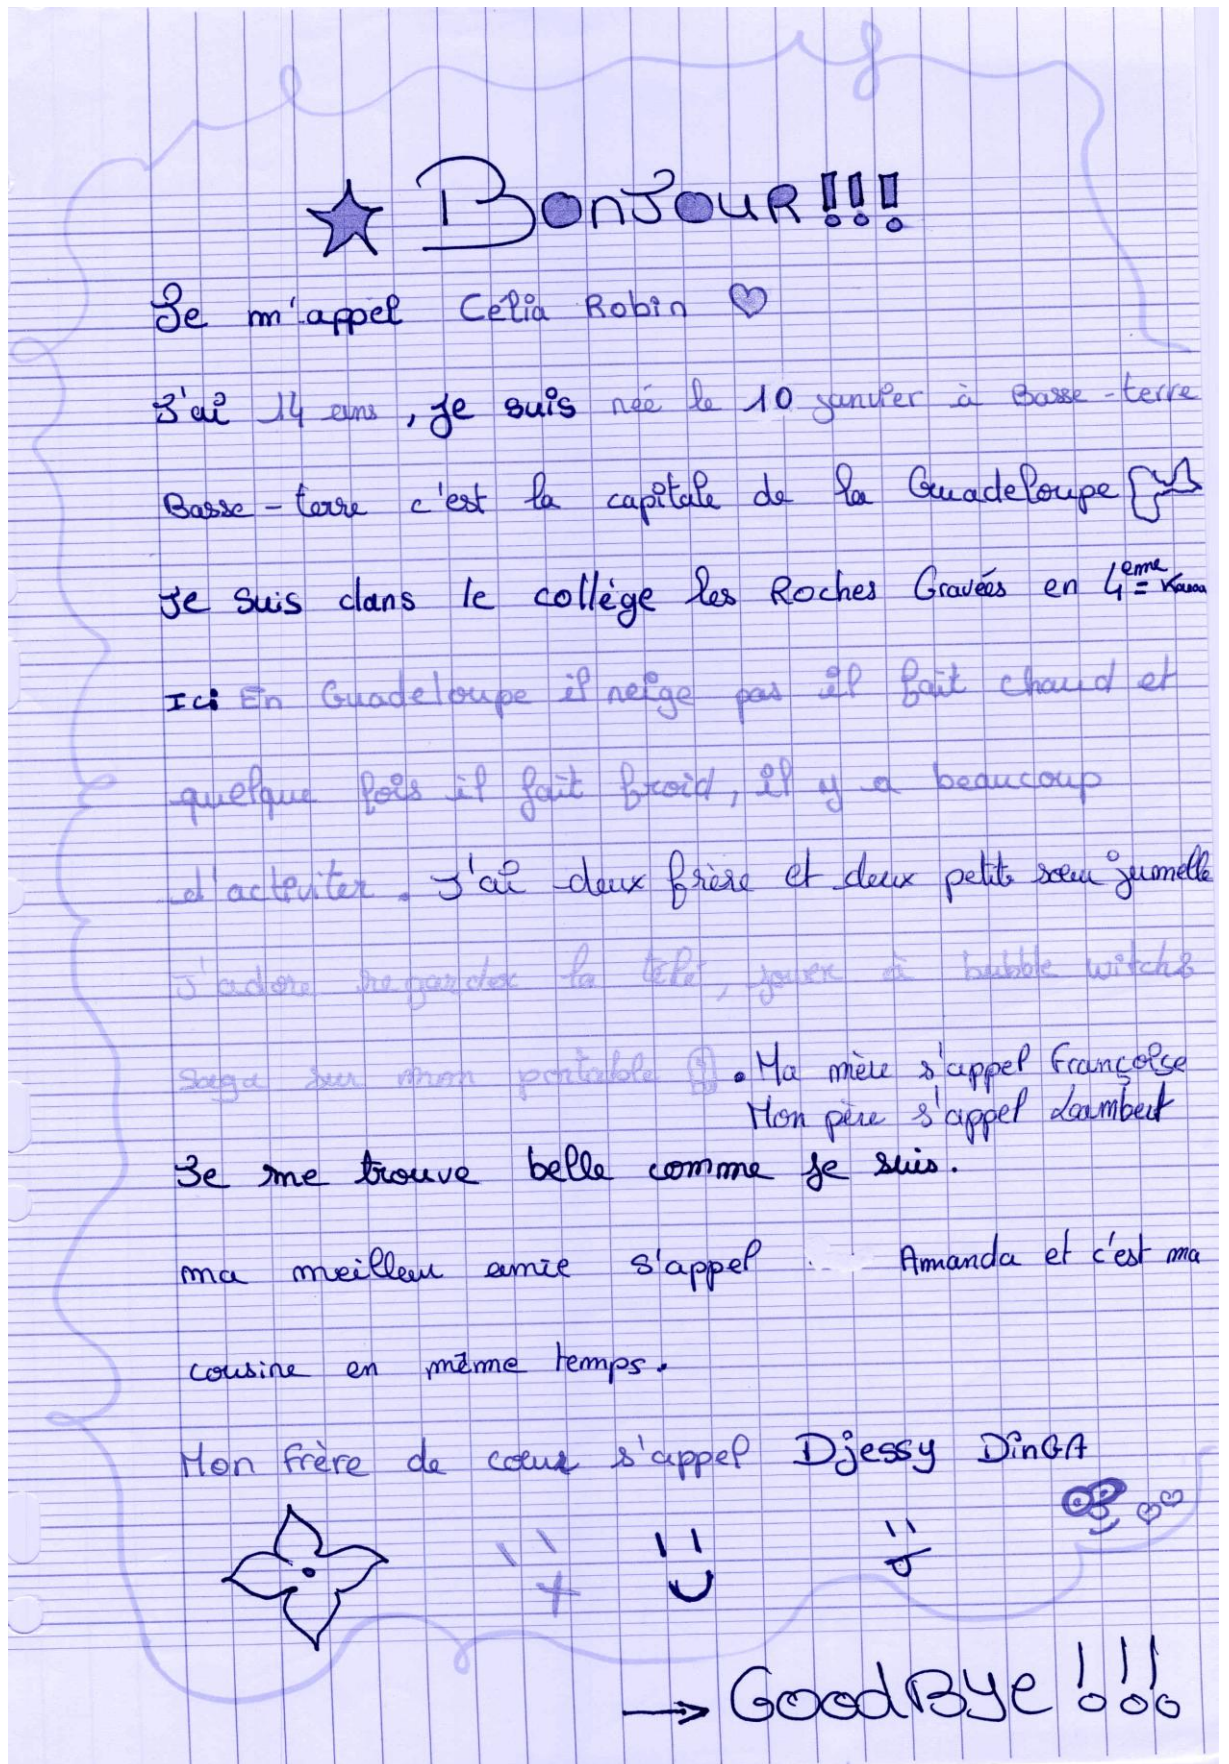 BonJouR!!!
Je m'appel Célia Robin
J'ai 14 ans, je suis née le 10 janvier à Basse-terre
Basse-terre c'est la capitale de la Guadeloupe
Je suis dans le collége les Roches Gravées en 4eme
Ici En Guadeloupe il neige pas il fait chaud et
quelque fois il fait froid, il y a beaucoup
d'activiter. J'ai deux frère et deux petit sœu jumelle
J'adore regarder la télé, jouer à bubble witch2
saga sur mon portable. Ma mère s'appel Françoise
Mon père s'appel Lambert
Je me trouve belle comme je suis.
ma meilleu amie s'appel Amanda et c'est ma
cousine en même temps.
Mon frère de cœur s'appel Djessy DinGA
GoodBye !!!